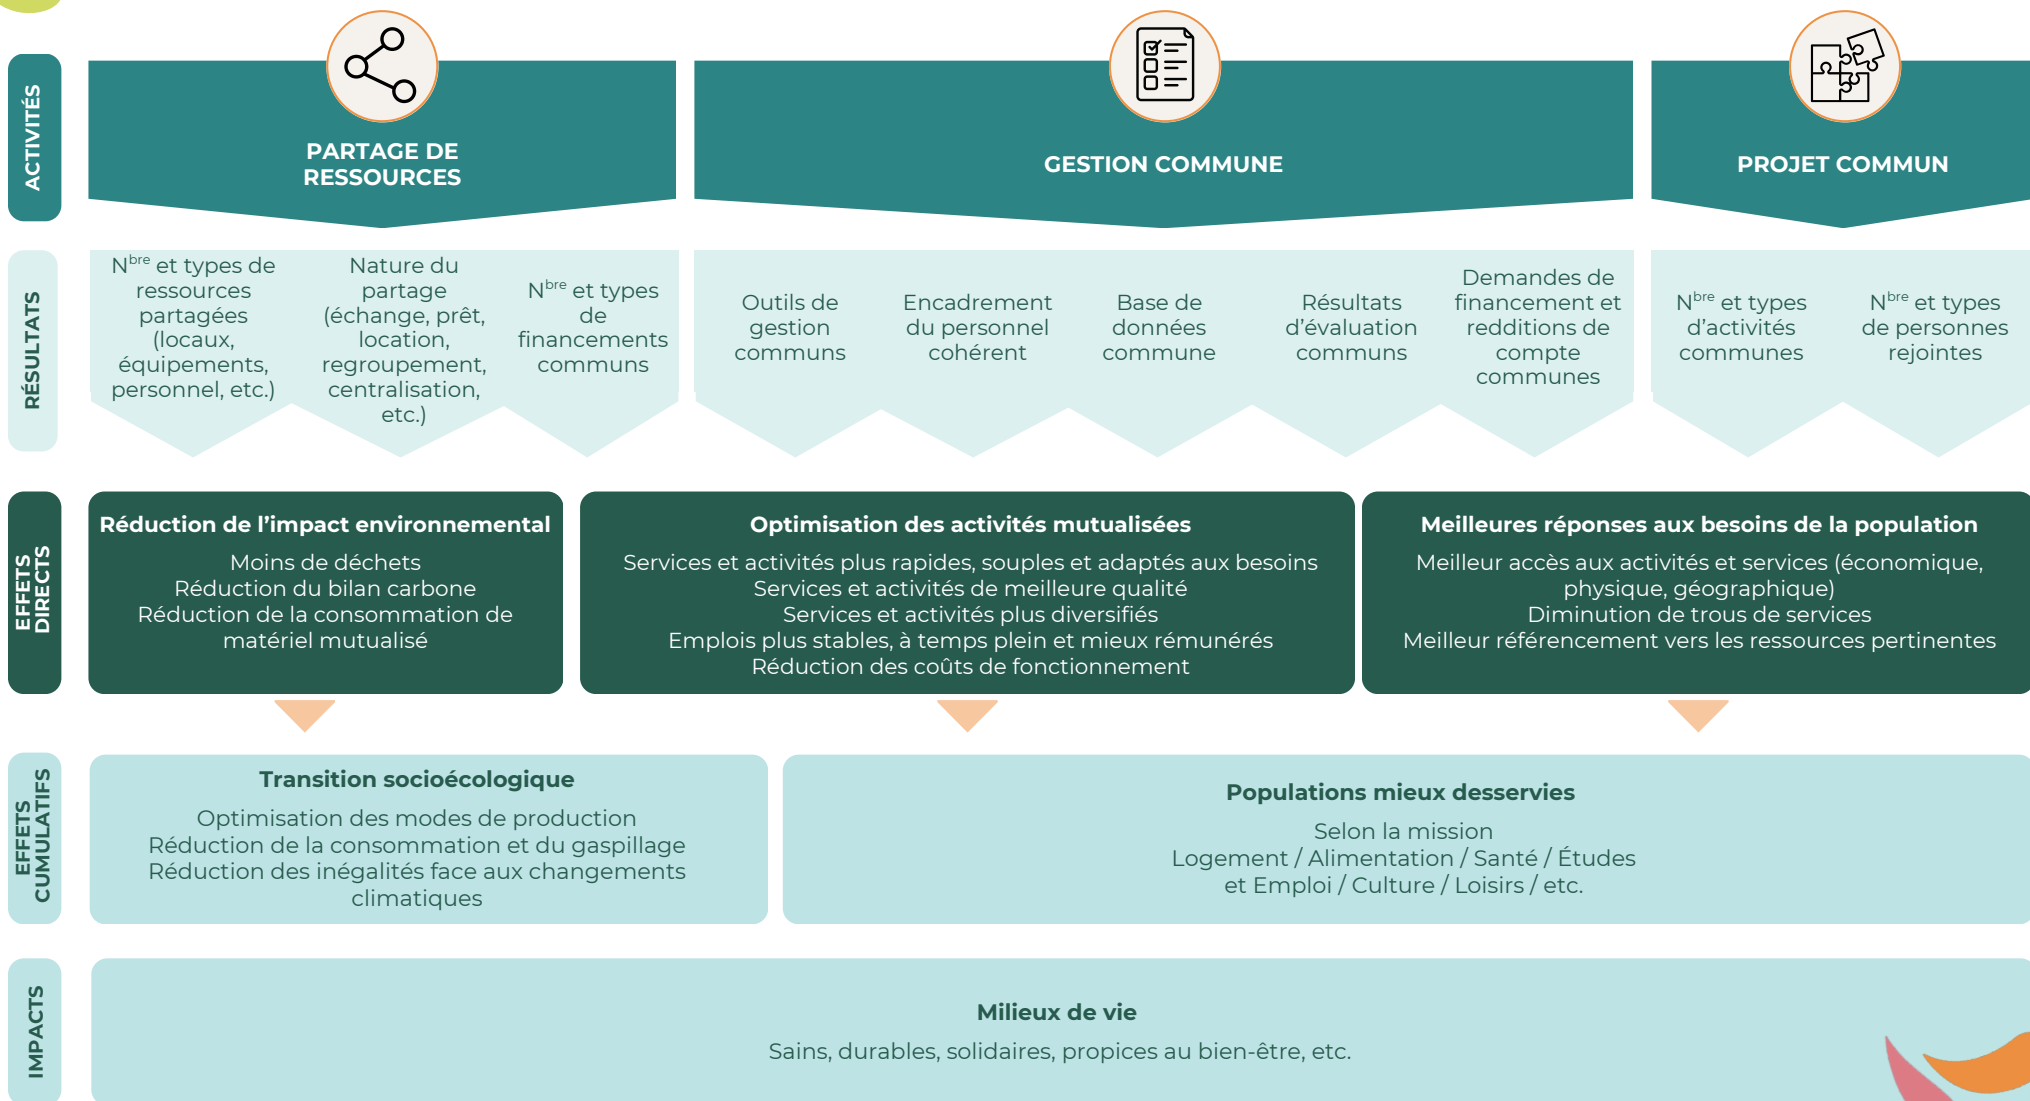 ACTIVITÉS
PARTAGE DE
RESSOURCES
GESTION COMMUNE
PROJET COMMUN
RÉSULTATS
Nbre et types de
ressources
partagées
(locaux,
équipements,
personnel, etc.)
Nature du
partage
(échange, prêt,
location,
regroupement,
centralisation,
etc.)
Nbre et types
de
financements
communs
Outils de
gestion
communs
Encadrement
du personnel
cohérent
Base de
données
commune
Résultats
d’évaluation
communs
Demandes de
financement et
redditions de
compte
communes
Nbre et types
d’activités
communes
Nbre et types
de personnes
rejointes
EFFETS
DIRECTS
Réduction de l’impact environnemental
Moins de déchets
Réduction du bilan carbone
Réduction de la consommation de
matériel mutualisé
Optimisation des activités mutualisées
Services et activités plus rapides, souples et adaptés aux besoins
Services et activités de meilleure qualité
Services et activités plus diversifiés
Emplois plus stables, à temps plein et mieux rémunérés
Réduction des coûts de fonctionnement
Meilleures réponses aux besoins de la population
Meilleur accès aux activités et services (économique,
physique, géographique)
Diminution de trous de services
Meilleur référencement vers les ressources pertinentes
EFFETS
CUMULATIFS
Transition socioécologique
Optimisation des modes de production
Réduction de la consommation et du gaspillage
Réduction des inégalités face aux changements
climatiques
Populations mieux desservies
Selon la mission
Logement / Alimentation / Santé / Études
et Emploi / Culture / Loisirs / etc.
IMPACTS
Milieux de vie
Sains, durables, solidaires, propices au bien-être, etc.